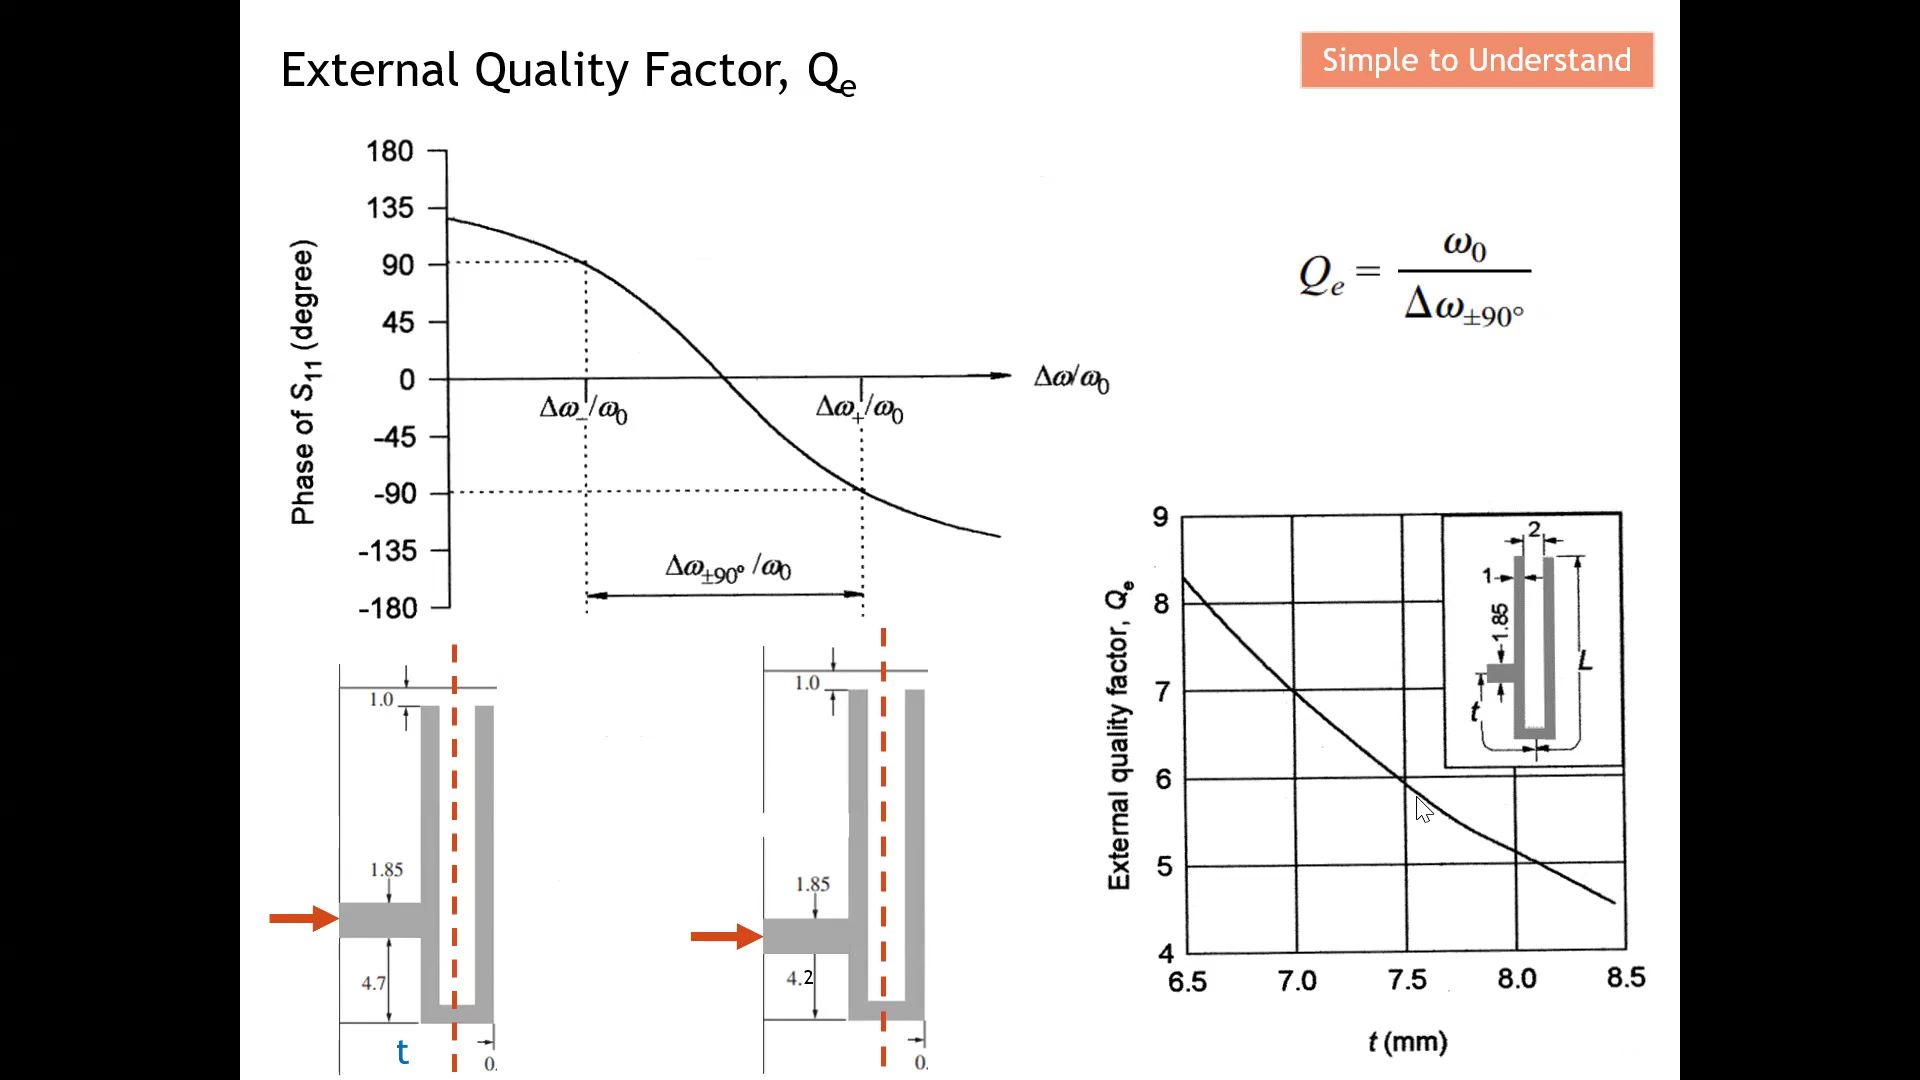 External Quality Factor, Qe
Simple to Understand
180
135
90
45
0
-45
-90
-135
-180
Phase of S11 (degree)
Δω_/ω0
Δω+/ω0
Δω/ω0
Δω±90° /ω0
Qe = ω0 / Δω±90°
1.0
1.85
4.7
t
0.
1.0
1.85
4.2
0.
9
8
7
6
5
4
External quality factor, Qe
2
1
1.85
L
t
6.5 7.0 7.5 8.0 8.5
t (mm)